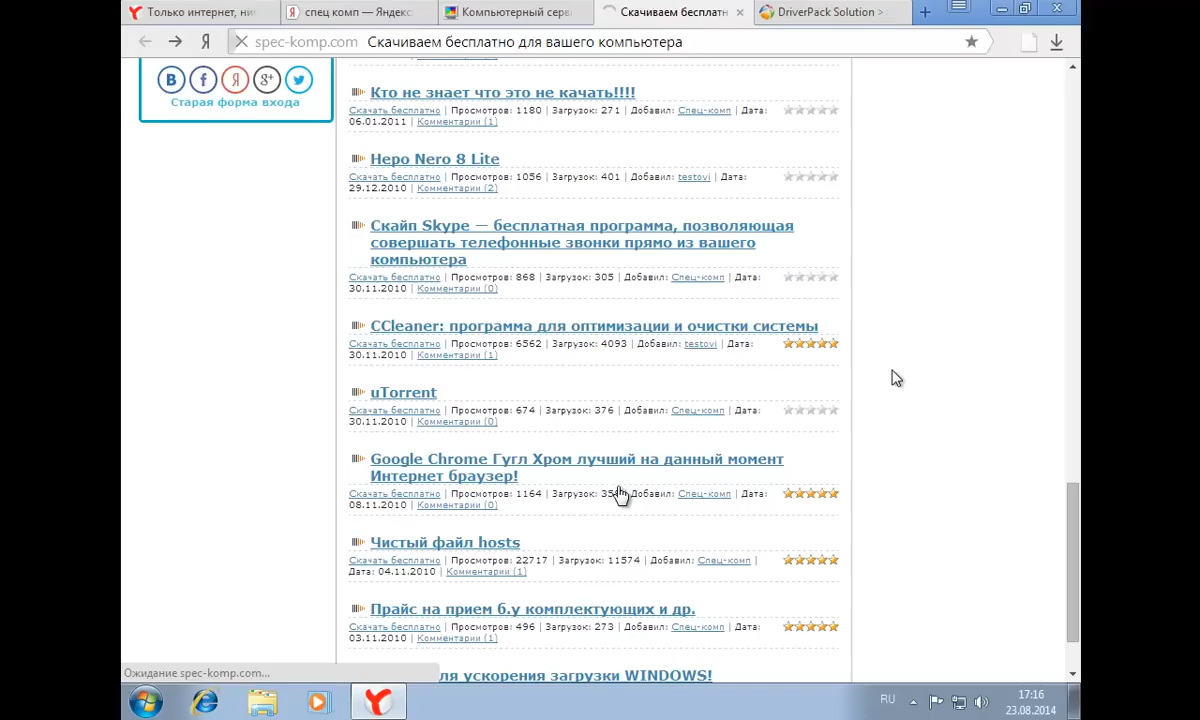 Только интернет, ни
спец комп — Яндекс
Компьютерный серв
Скачиваем бесплатн
DriverPack Solution >
spec-komp.com Скачиваем бесплатно для вашего компьютера
Старая форма входа
Кто не знает что это не качать!!!!
Скачать бесплатно | Просмотров: 1180 | Загрузок: 271 | Добавил: Спец-комп | Дата:
06.01.2011 | Комментарии (1)
Неро Nero 8 Lite
Скачать бесплатно | Просмотров: 1056 | Загрузок: 401 | Добавил: testovi | Дата:
29.12.2010 | Комментарии (2)
Скайп Skype — бесплатная программа, позволяющая
совершать телефонные звонки прямо из вашего
компьютера
Скачать бесплатно | Просмотров: 868 | Загрузок: 305 | Добавил: Спец-комп | Дата:
30.11.2010 | Комментарии (0)
CCleaner: программа для оптимизации и очистки системы
Скачать бесплатно | Просмотров: 6562 | Загрузок: 4093 | Добавил: testovi | Дата:
30.11.2010 | Комментарии (1)
uTorrent
Скачать бесплатно | Просмотров: 674 | Загрузок: 376 | Добавил: Спец-комп | Дата:
30.11.2010 | Комментарии (0)
Google Chrome Гугл Хром лучший на данный момент
Интернет браузер!
Скачать бесплатно | Просмотров: 1164 | Загрузок: Добавил: Спец-комп | Дата:
08.11.2010 | Комментарии (0)
Чистый файл hosts
Скачать бесплатно | Просмотров: 22717 | Загрузок: 11574 | Добавил: Спец-комп |
Дата: 04.11.2010 | Комментарии (1)
Прайс на прием б.у комплектующих и др.
Скачать бесплатно | Просмотров: 496 | Загрузок: 273 | Добавил: Спец-комп | Дата:
03.11.2010 | Комментарии (1)
ля ускорения загрузки WINDOWS!
Ожидание spec-komp.com...
RU
17:16
23.08.2014